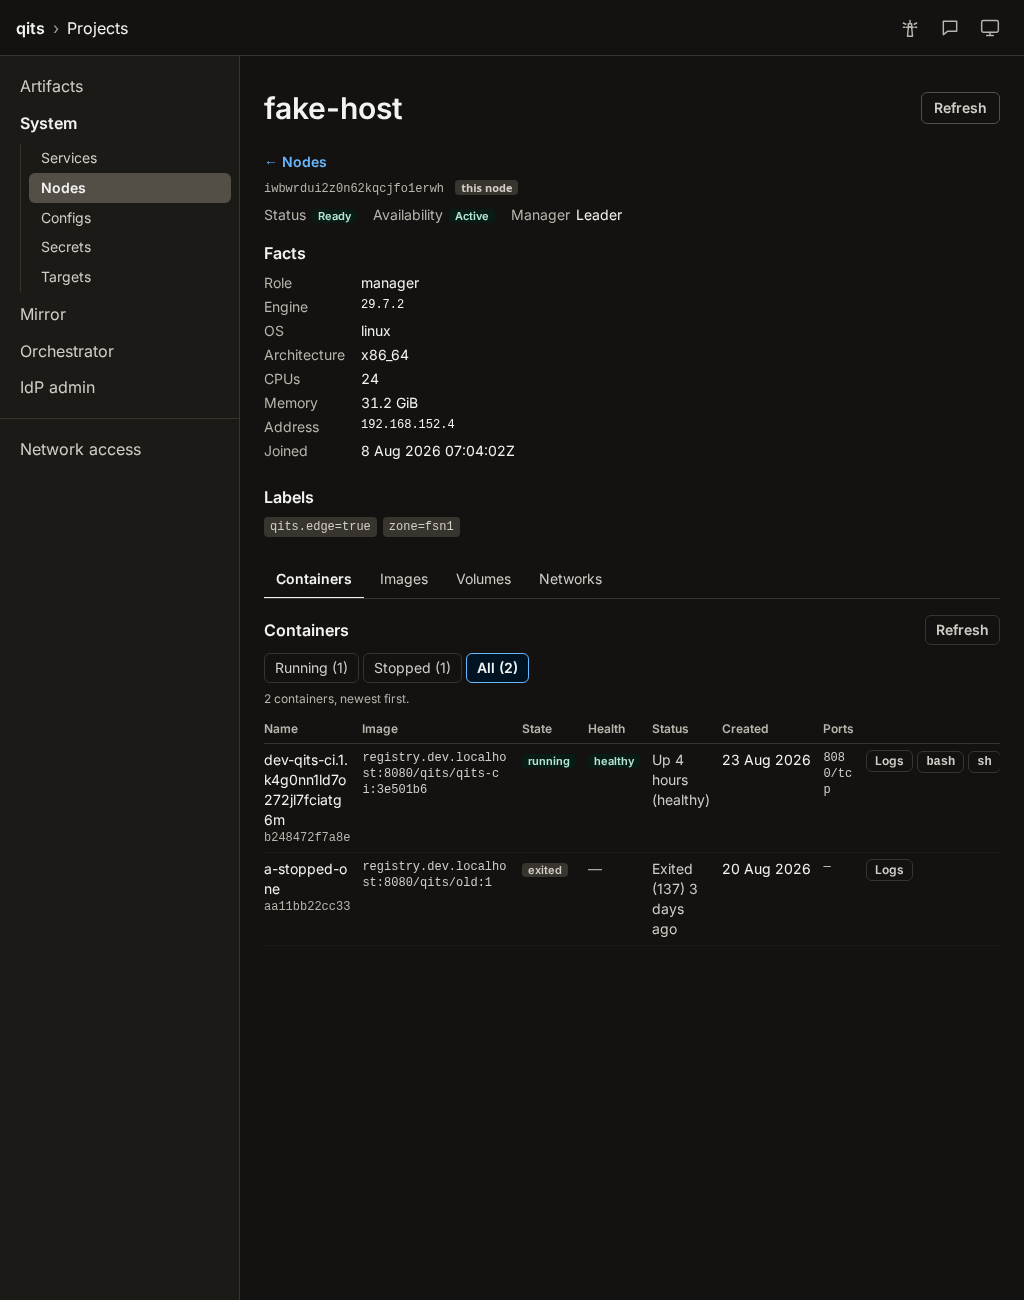 qits › Projects
Artifacts
System
Services
Nodes
Configs
Secrets
Targets
Mirror
Orchestrator
IdP admin
Network access
fake-host
Refresh
← Nodes
iwbwrdui2z0n62kqcjfo1erwh this node
Status Ready Availability Active Manager Leader
Facts
Role manager
Engine 29.7.2
OS linux
Architecture x86_64
CPUs 24
Memory 31.2 GiB
Address 192.168.152.4
Joined 8 Aug 2026 07:04:02Z
Labels
qits.edge=true zone=fsn1
Containers Images Volumes Networks
Containers
Refresh
Running (1) Stopped (1) All (2)
2 containers, newest first.
Name Image State Health Status Created Ports
dev-qits-ci.1.
k4g0nn1ld7o
272jl7fciatg
6m
b248472f7a8e
registry.dev.localho
st:8080/qits/qits-c
i:3e501b6
running
healthy
Up 4
hours
(healthy)
23 Aug 2026
808
0/tc
p
Logs bash sh
a-stopped-o
ne
aa11bb22cc33
registry.dev.localho
st:8080/qits/old:1
exited
—
Exited
(137) 3
days
ago
20 Aug 2026
—
Logs